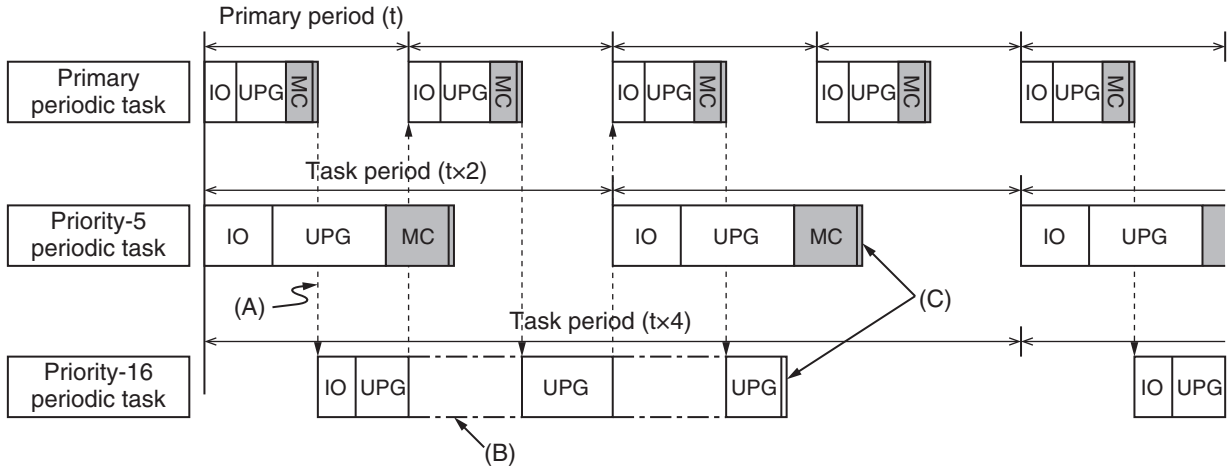 Primary period (t)
Primary
periodic task
IO UPG MC IO UPG MC IO UPG MC IO UPG MC IO UPG MC
Task period (t×2)
Priority-5
periodic task
IO UPG MC IO UPG MC IO UPG
(A)
(C)
Task period (t×4)
Priority-16
periodic task
IO UPG UPG UPG IO UPG
(B)